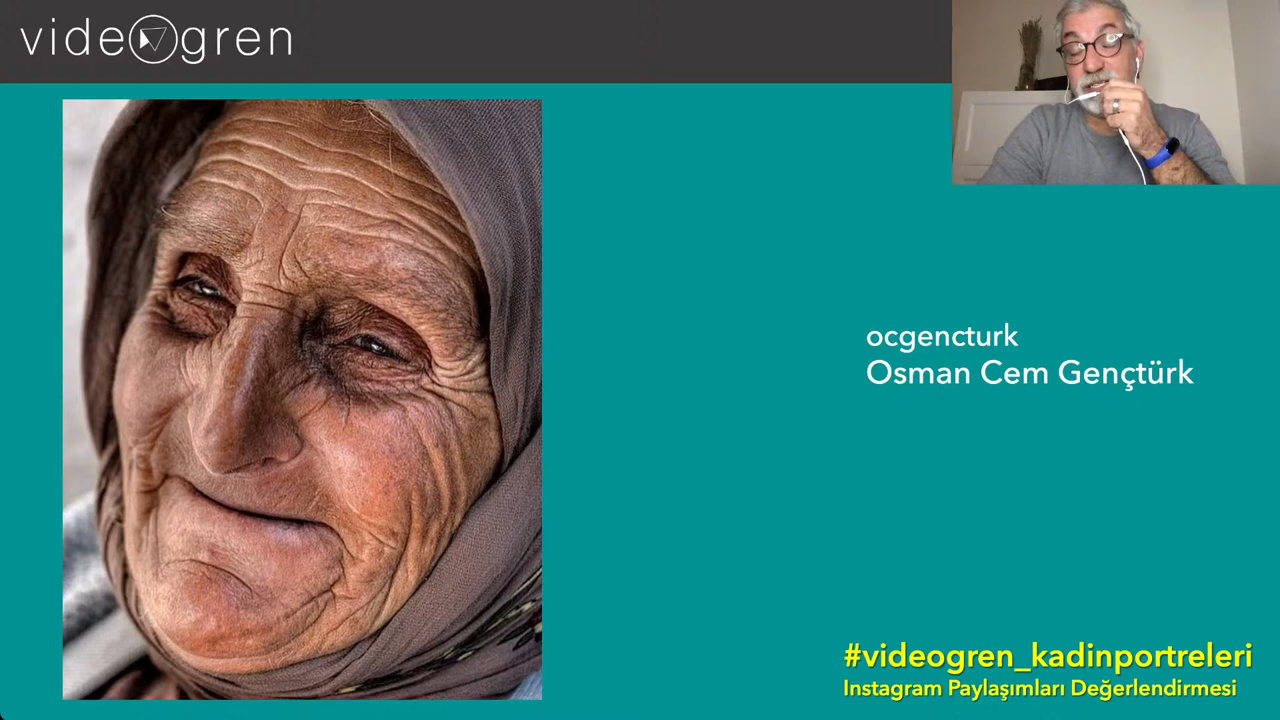 videOgren
ocgencturk
Osman Cem Gençtürk
#videogren_kadinportreleri
Instagram Paylaşımları Değerlendirmesi